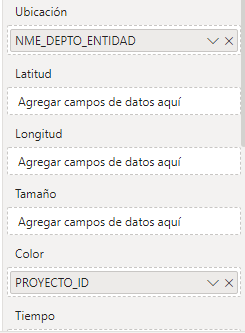 Ubicación
NME_DEPTO_ENTIDAD
Latitud
Agregar campos de datos aquí
Longitud
Agregar campos de datos aquí
Tamaño
Agregar campos de datos aquí
Color
PROYECTO_ID
Tiempo